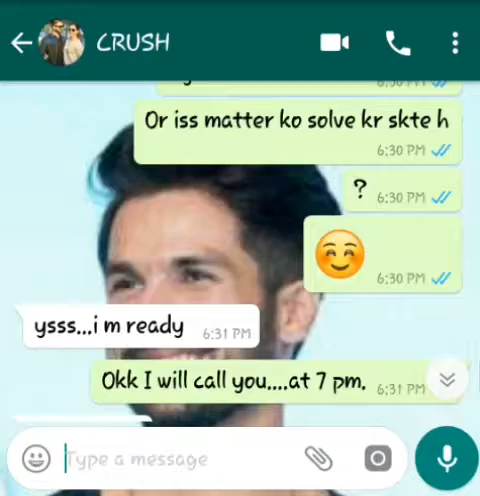 CRUSH
Or iss matter ko solve kr skte h
6:30 PM
?
6:30 PM
6:30 PM
ysss...i m ready
6:31 PM
Okk I will call you....at 7 pm.
6:31 PM
Type a message